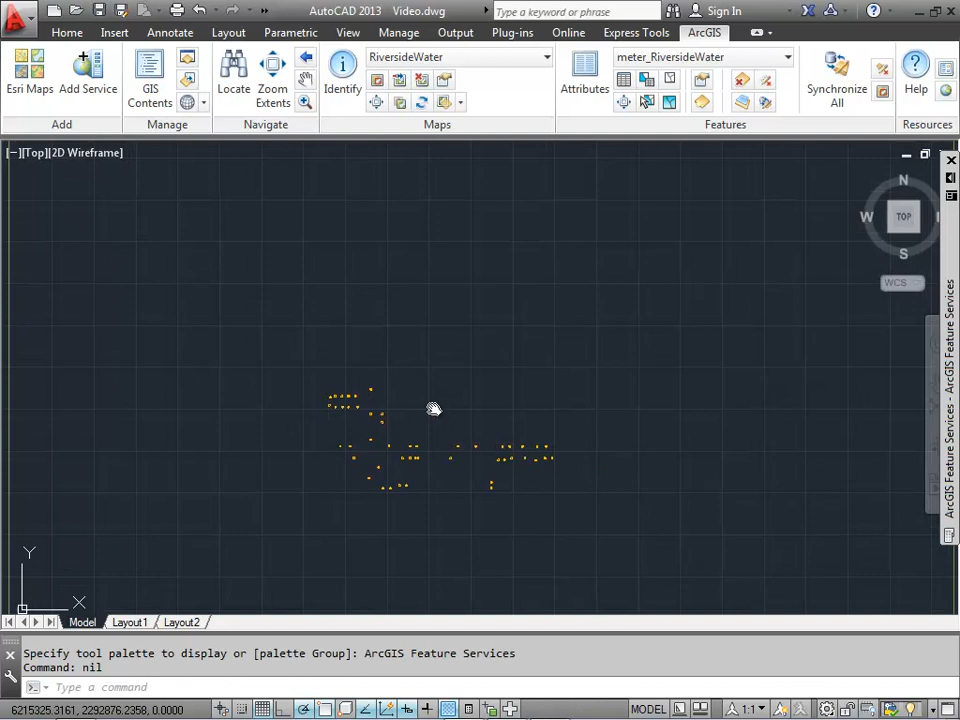 AutoCAD 2013 Video.dwg
Type a keyword or phrase
Sign In
Home Insert Annotate Layout Parametric View Manage Output Plug-ins Online Express Tools ArcGIS
RiversideWater
meter_RiversideWater
Esri Maps
Add Service
GIS
Contents
Locate
Zoom
Extents
Identify
Attributes
Synchronize
All
Help
Add
Manage
Navigate
Maps
Features
Resources
[−][Top][2D Wireframe]
N
W
TOP
S
WCS
ArcGIS Feature Services - ArcGIS Feature Services
Y
X
Model Layout1 Layout2
Specify tool palette to display or [palette Group]: ArcGIS Feature Services
Command: nil
Type a command
6215325.3161, 2292876.2358, 0.0000
MODEL
1:1